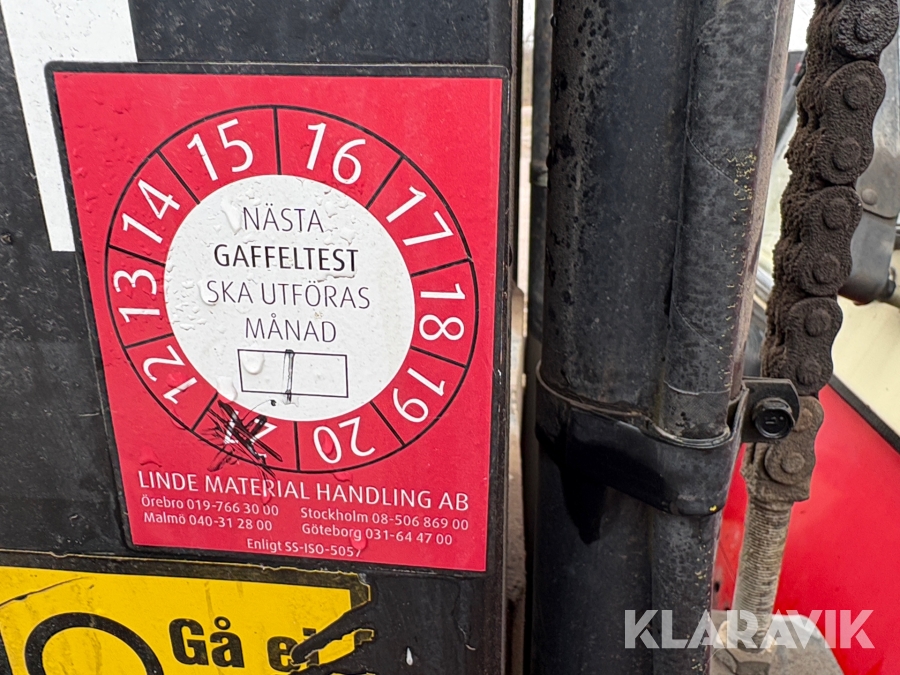 15 16
14 17
13 18
12 19
20
NÄSTA
GAFFELTEST
SKA UTFÖRAS
MÅNAD
LINDE MATERIAL HANDLING AB
Örebro 019-766 30 00 Stockholm 08-506 869 00
Malmö 040-31 28 00 Göteborg 031-64 47 00
Enligt SS-ISO-5057
Gå ej
KLARAVIK